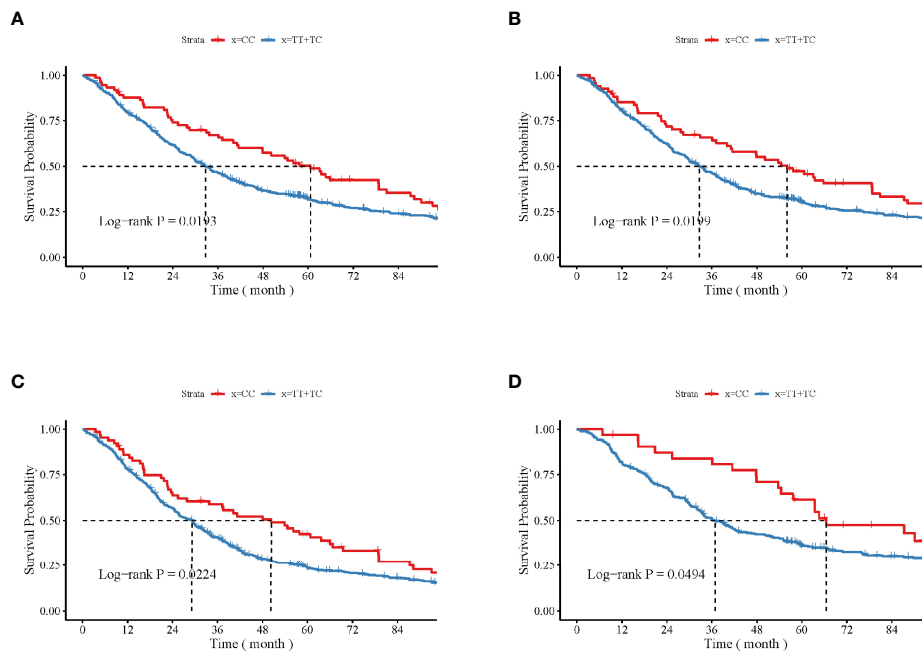 A
Strata x=CC x=TT+TC
1.00
0.75
0.50
0.25
0.00
Survival Probability
Log-rank P = 0.0193
0 12 24 36 48 60 72 84
Time ( month )
B
Strata x=CC x=TT+TC
1.00
0.75
0.50
0.25
0.00
Survival Probability
Log-rank P = 0.0199
0 12 24 36 48 60 72 84
Time ( month )
C
Strata x=CC x=TT+TC
1.00
0.75
0.50
0.25
0.00
Survival Probability
Log-rank P = 0.0224
0 12 24 36 48 60 72 84
Time ( month )
D
Strata x=CC x=TT+TC
1.00
0.75
0.50
0.25
0.00
Survival Probability
Log-rank P = 0.0494
0 12 24 36 48 60 72 84
Time ( month )